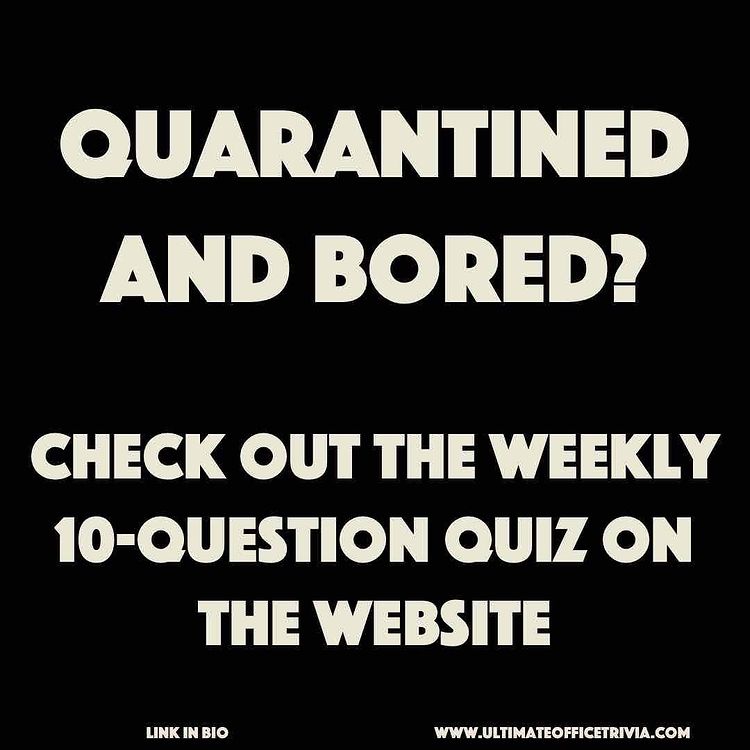 QUARANTINED
AND BORED?
CHECK OUT THE WEEKLY
10-QUESTION QUIZ ON
THE WEBSITE
LINK IN BIO
WWW.ULTIMATEOFFICETRIVIA.COM